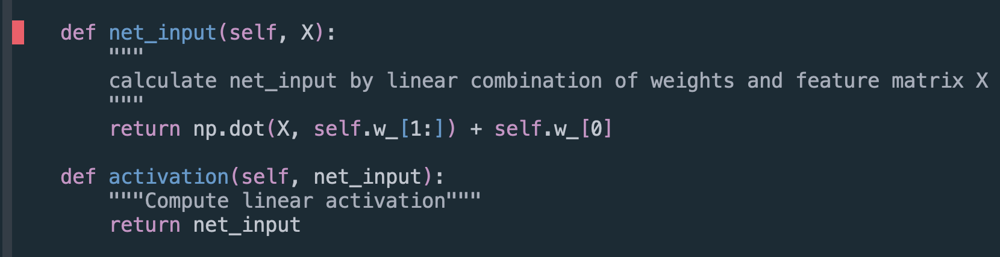 def net_input(self, X):
"""
calculate net_input by linear combination of weights and feature matrix X
"""
return np.dot(X, self.w_[1:]) + self.w_[0]
def activation(self, net_input):
"""Compute linear activation"""
return net_input